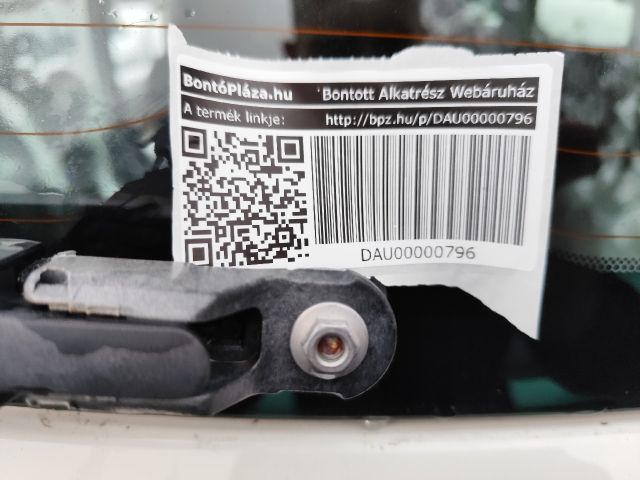 BontóPláza.hu Bontott Alkatrész Webáruház
A termék linkje: http://bpz.hu/p/DAU00000796
DAU00000796